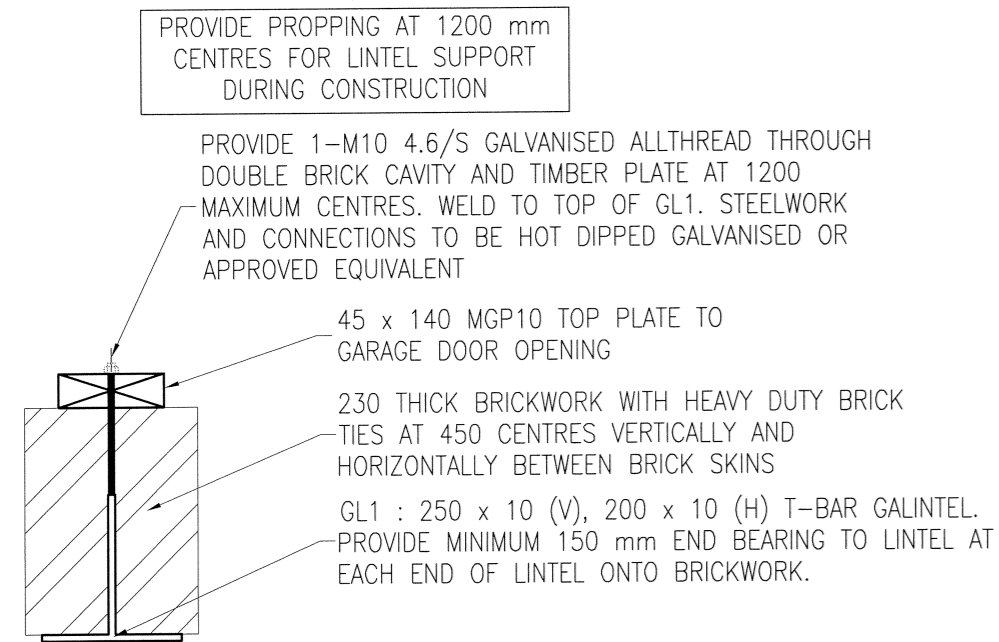 PROVIDE PROPPING AT 1200 mm
CENTRES FOR LINTEL SUPPORT
DURING CONSTRUCTION
PROVIDE 1-M10 4.6/S GALVANISED ALLTHREAD THROUGH
DOUBLE BRICK CAVITY AND TIMBER PLATE AT 1200
MAXIMUM CENTRES. WELD TO TOP OF GL1. STEELWORK
AND CONNECTIONS TO BE HOT DIPPED GALVANISED OR
APPROVED EQUIVALENT
45 x 140 MGP10 TOP PLATE TO
GARAGE DOOR OPENING
230 THICK BRICKWORK WITH HEAVY DUTY BRICK
TIES AT 450 CENTRES VERTICALLY AND
HORIZONTALLY BETWEEN BRICK SKINS
GL1 : 250 x 10 (V), 200 x 10 (H) T-BAR GALINTEL.
PROVIDE MINIMUM 150 mm END BEARING TO LINTEL AT
EACH END OF LINTEL ONTO BRICKWORK.